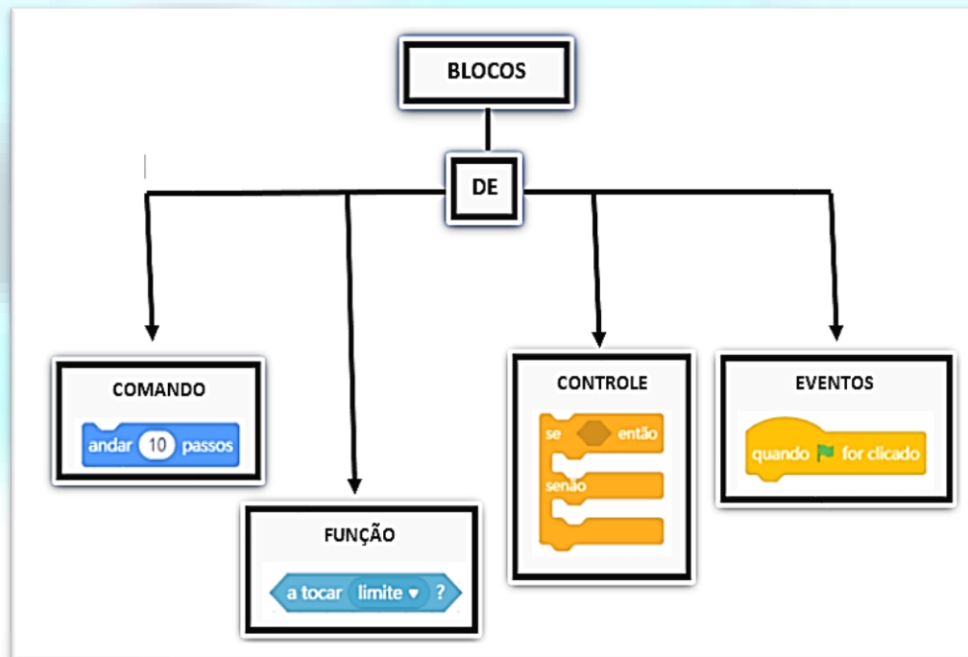 BLOCOS
DE
COMANDO
andar 10 passos
FUNÇÃO
a tocar limite ?
CONTROLE
se então
senão
EVENTOS
quando for clicado